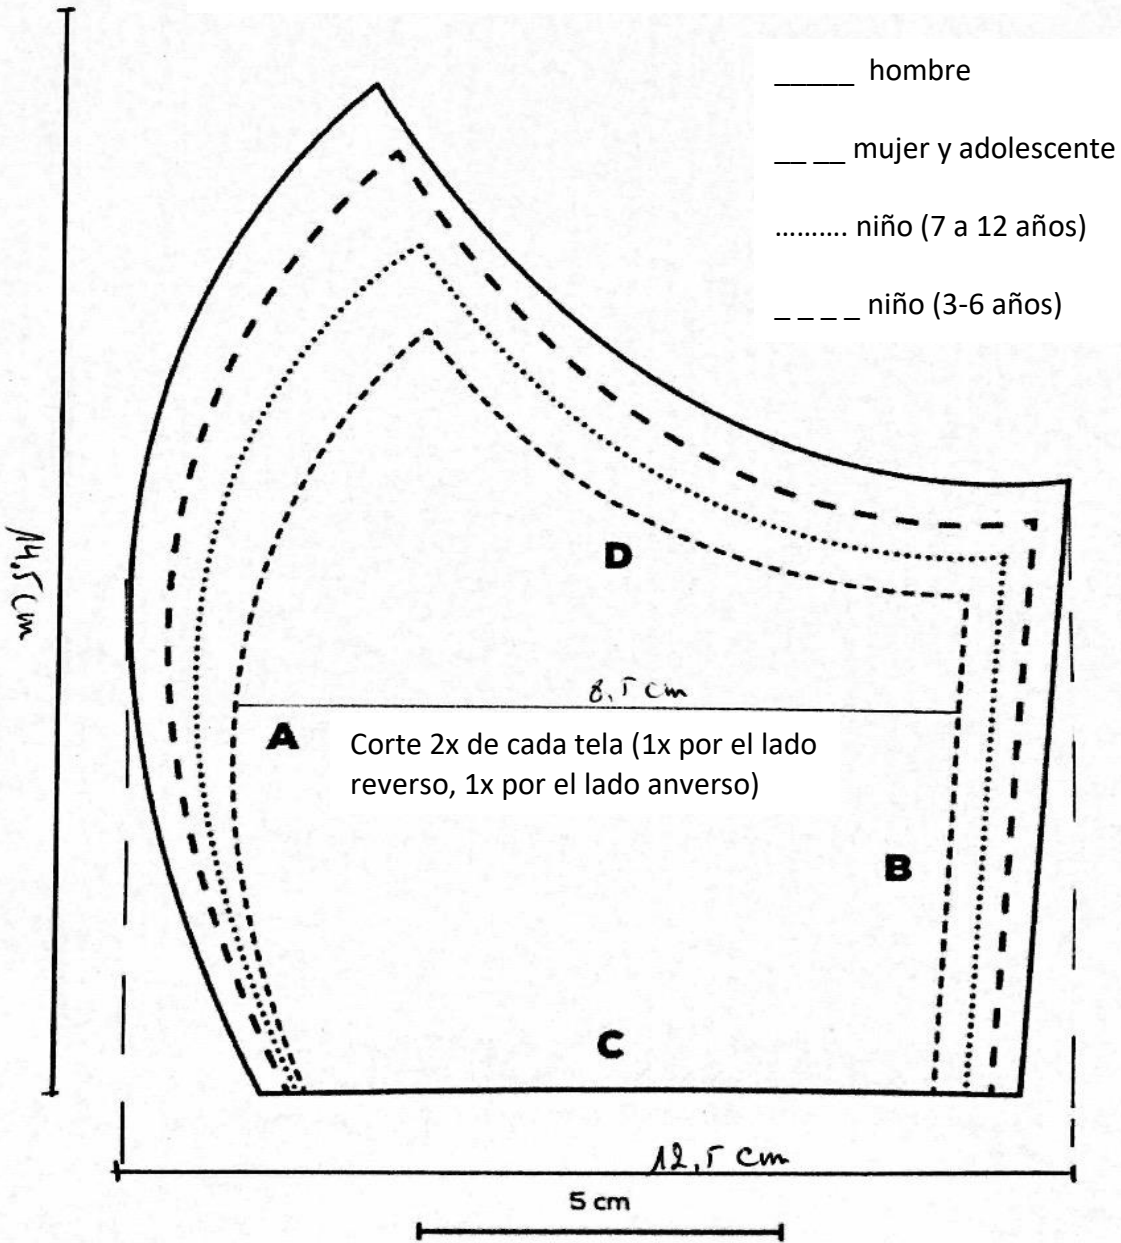 _____ hombre
__ __ mujer y adolescente
.......... niño (7 a 12 años)
_ _ _ _ niño (3-6 años)
14,5 cm
D
8,5 cm
A
Corte 2x de cada tela (1x por el lado
reverso, 1x por el lado anverso)
B
C
12,5 cm
5 cm